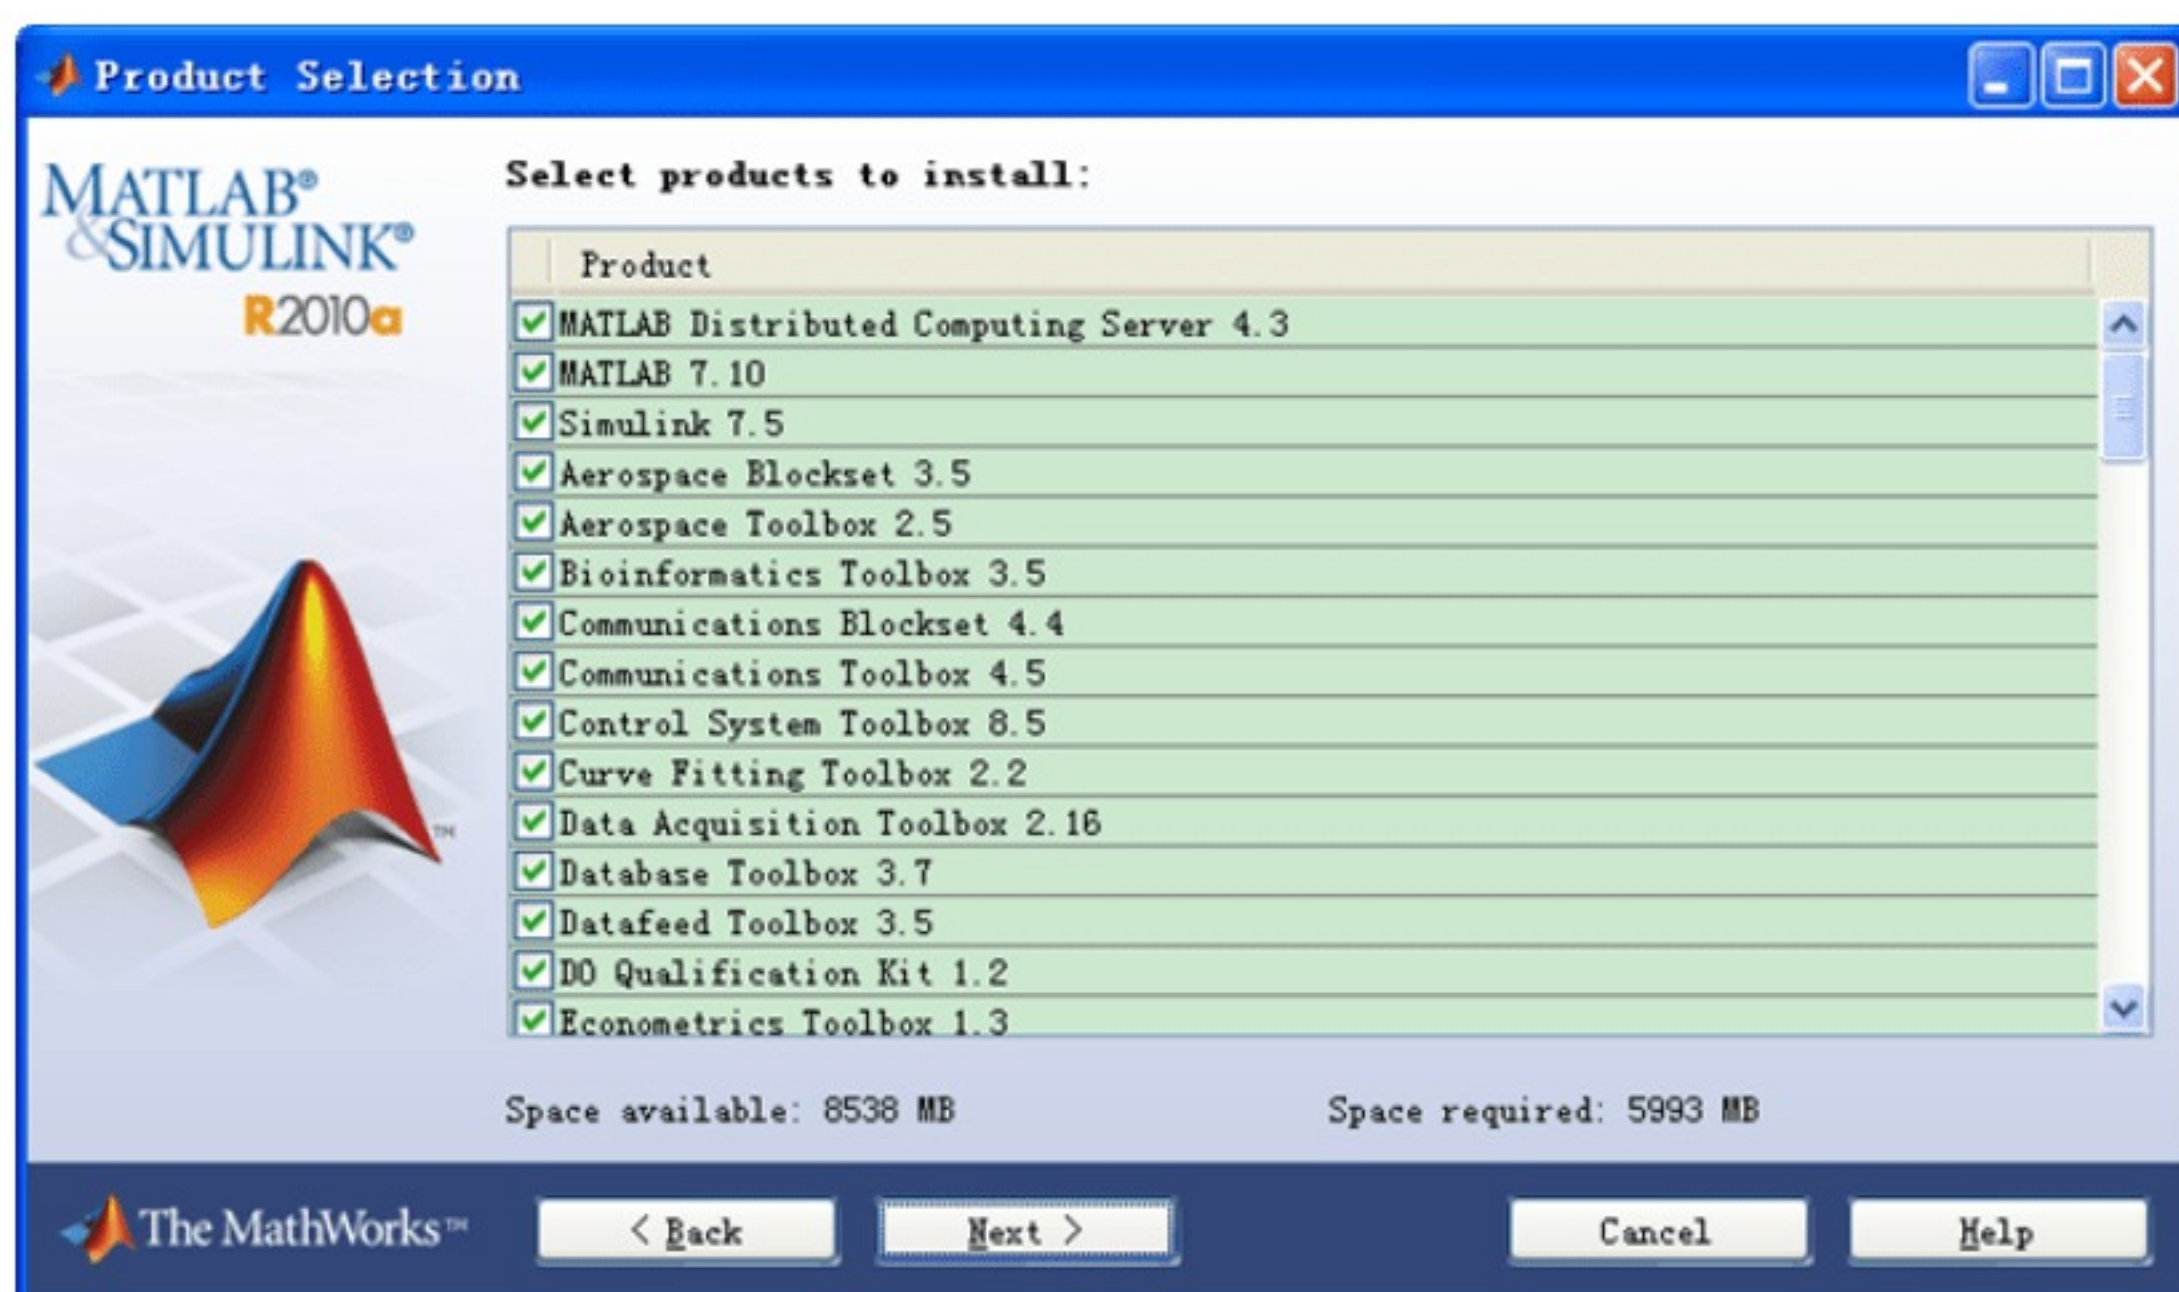 Product Selection
MATLAB®
&SIMULINK®
R2010a
Select products to install:
Product
MATLAB Distributed Computing Server 4.3
MATLAB 7.10
Simulink 7.5
Aerospace Blockset 3.5
Aerospace Toolbox 2.5
Bioinformatics Toolbox 3.5
Communications Blockset 4.4
Communications Toolbox 4.5
Control System Toolbox 8.5
Curve Fitting Toolbox 2.2
Data Acquisition Toolbox 2.16
Database Toolbox 3.7
Datafeed Toolbox 3.5
DO Qualification Kit 1.2
Econometrics Toolbox 1.3
TM
Space available: 8538 MB Space required: 5993 MB
The MathWorks™ < Back Next > Cancel Help